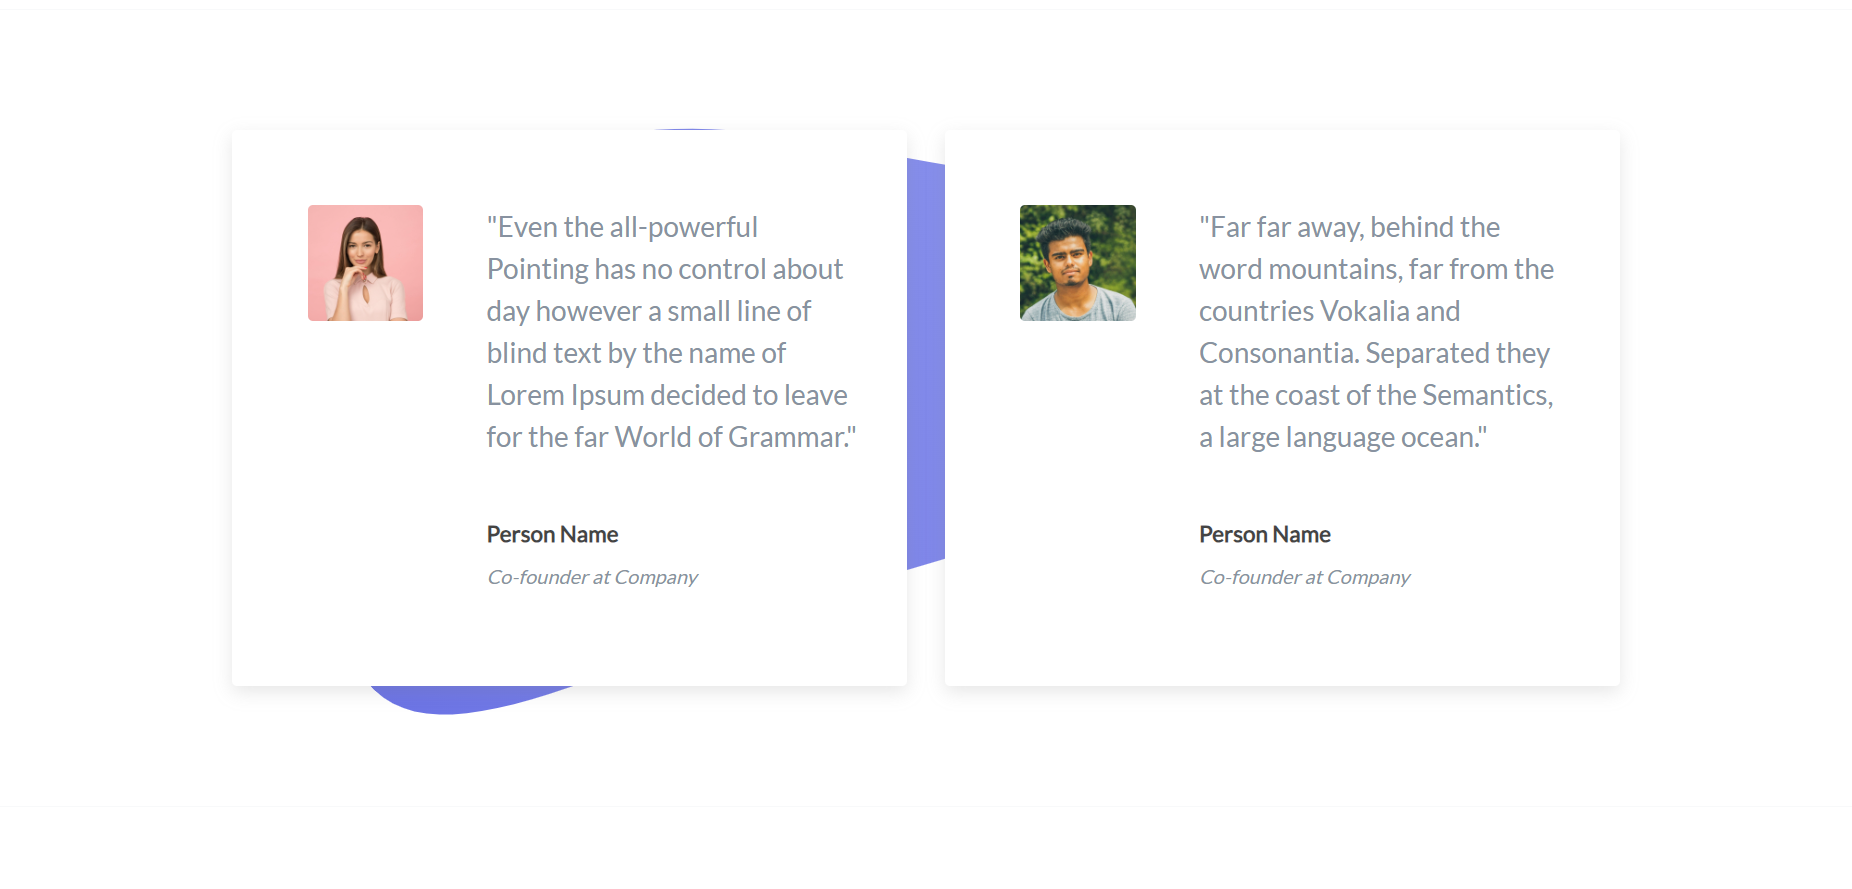 "Even the all-powerful
Pointing has no control about
day however a small line of
blind text by the name of
Lorem Ipsum decided to leave
for the far World of Grammar."
Person Name
Co-founder at Company
"Far far away, behind the
word mountains, far from the
countries Vokalia and
Consonantia. Separated they
at the coast of the Semantics,
a large language ocean."
Person Name
Co-founder at Company